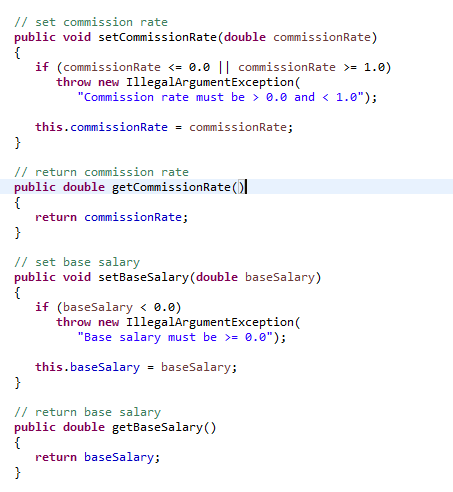 // set commission rate
public void setCommissionRate(double commissionRate)
{
   if (commissionRate <= 0.0 || commissionRate >= 1.0)
      throw new IllegalArgumentException(
         "Commission rate must be > 0.0 and < 1.0");

   this.commissionRate = commissionRate;
}

// return commission rate
public double getCommissionRate()
{
   return commissionRate;
}

// set base salary
public void setBaseSalary(double baseSalary)
{
   if (baseSalary < 0.0)
      throw new IllegalArgumentException(
         "Base salary must be >= 0.0");

   this.baseSalary = baseSalary;
}

// return base salary
public double getBaseSalary()
{
   return baseSalary;
}